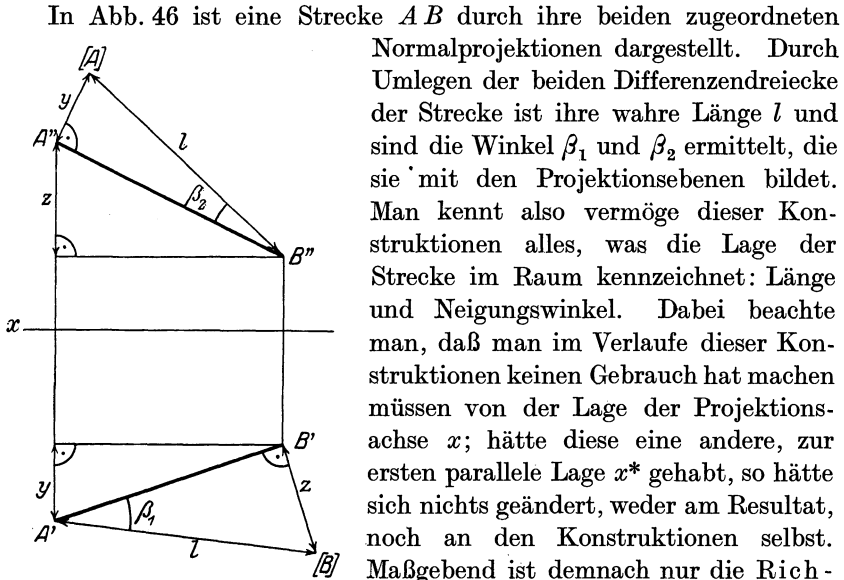 In Abb. 46 ist eine Strecke A B durch ihre beiden zugeordneten
Normalprojektionen dargestellt. Durch
Umlegen der beiden Differenzendreiecke
der Strecke ist ihre wahre Länge l und
sind die Winkel β₁ und β₂ ermittelt, die
sie mit den Projektionsebenen bildet.
Man kennt also vermöge dieser Kon-
struktionen alles, was die Lage der
Strecke im Raum kennzeichnet: Länge
und Neigungswinkel. Dabei beachte
man, daß man im Verlaufe dieser Kon-
struktionen keinen Gebrauch hat machen
müssen von der Lage der Projektions-
achse x; hätte diese eine andere, zur
ersten parallele Lage x* gehabt, so hätte
sich nichts geändert, weder am Resultat,
noch an den Konstruktionen selbst.
Maßgebend ist demnach nur die Rich-
[A]
y
l
A″
β₂
z
B″
x
B′
y
z
β₁
A′
l
[B]